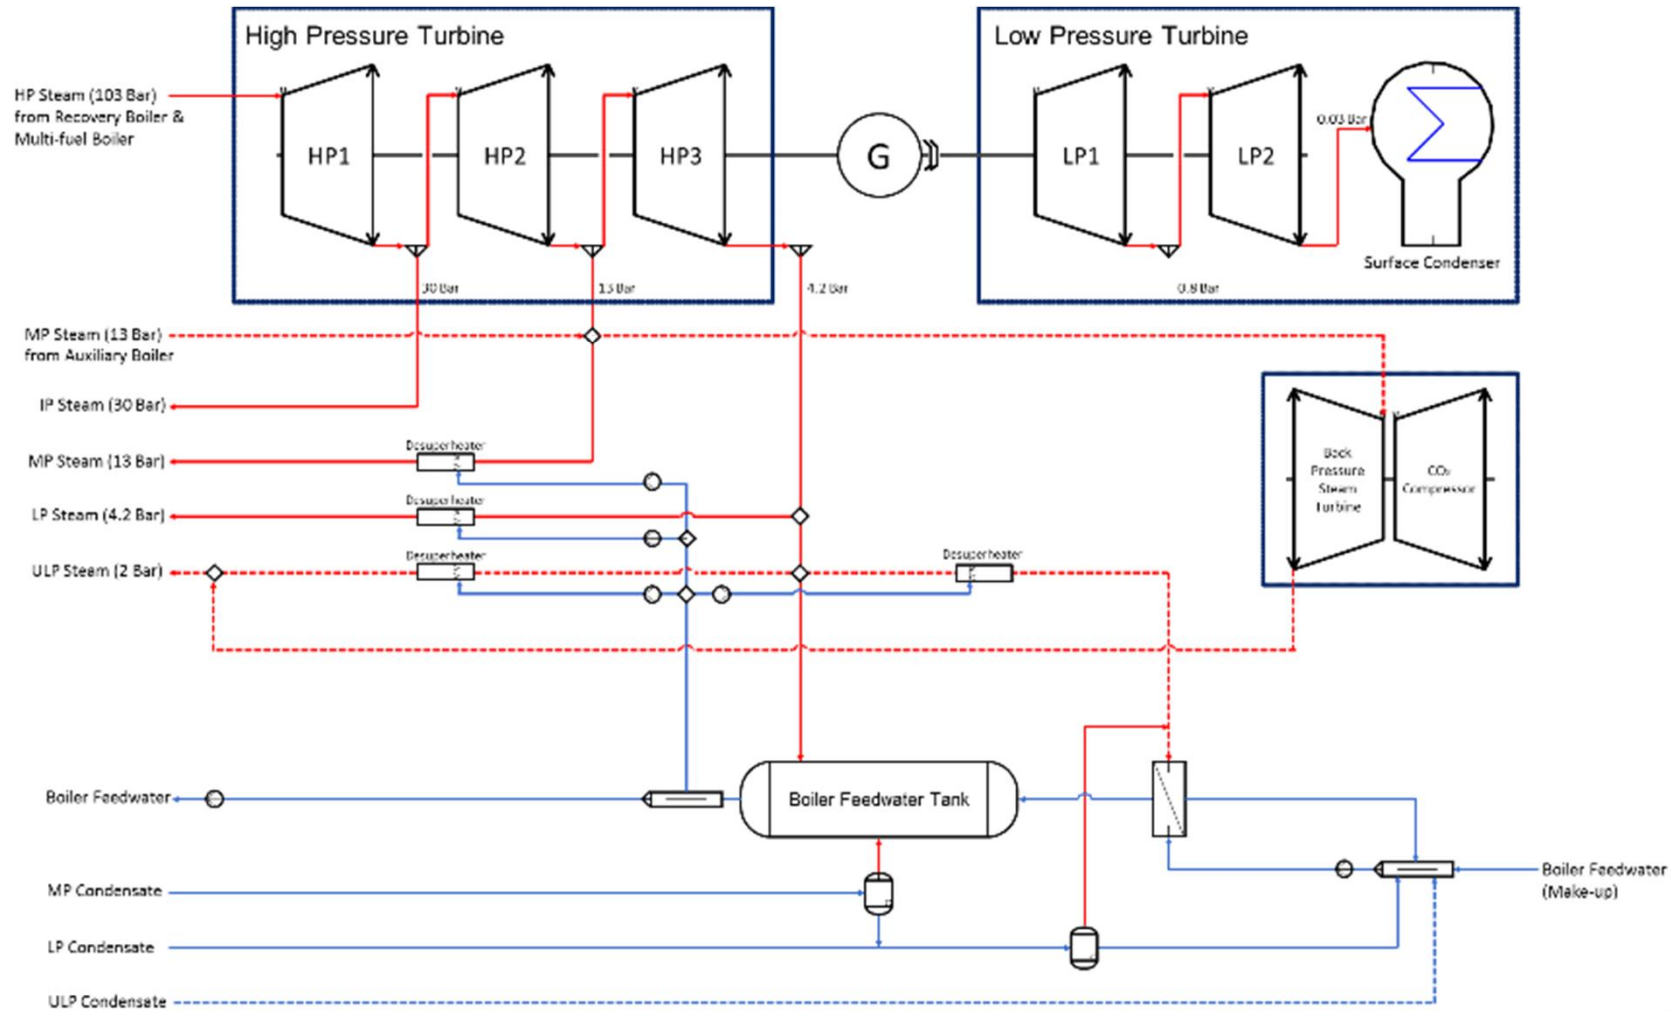 High Pressure Turbine
Low Pressure Turbine
HP Steam (103 Bar)
from Recovery Boiler &
Multi-fuel Boiler
HP1
HP2
HP3
G
LP1
LP2
0.03 Bar
Surface Condenser
30 Bar
13 Bar
4.2 Bar
0.8 Bar
MP Steam (13 Bar)
from Auxiliary Boiler
IP Steam (30 Bar)
Desuperheater
MP Steam (13 Bar)
Back
Pressure
Steam
Turbine
CO₂
Compressor
Desuperheater
LP Steam (4.2 Bar)
Desuperheater
Desuperheater
ULP Steam (2 Bar)
Boiler Feedwater
Boiler Feedwater Tank
Boiler Feedwater
(Make-up)
MP Condensate
LP Condensate
ULP Condensate